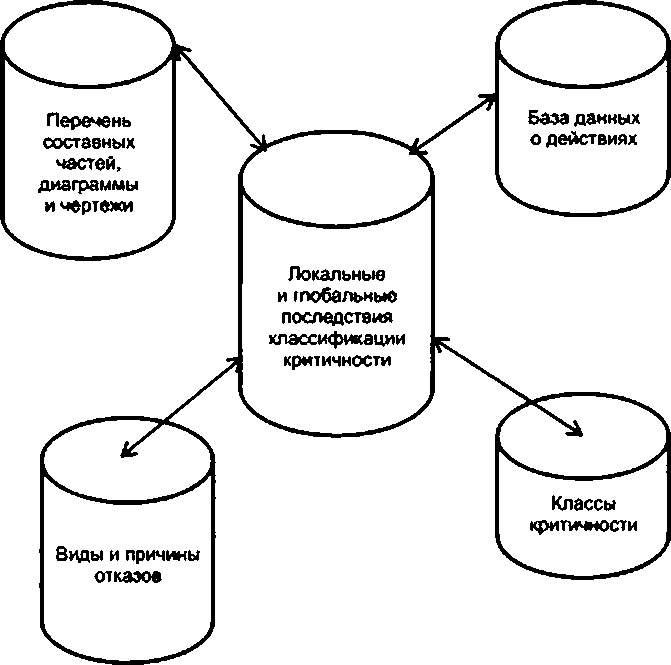 Перечень
составных
частей,
диаграммы
и чертежи
База данных
о действиях
Локальные
и глобальные
последствия
классификации
критичности
Виды и причины
отказов
Классы
критичности